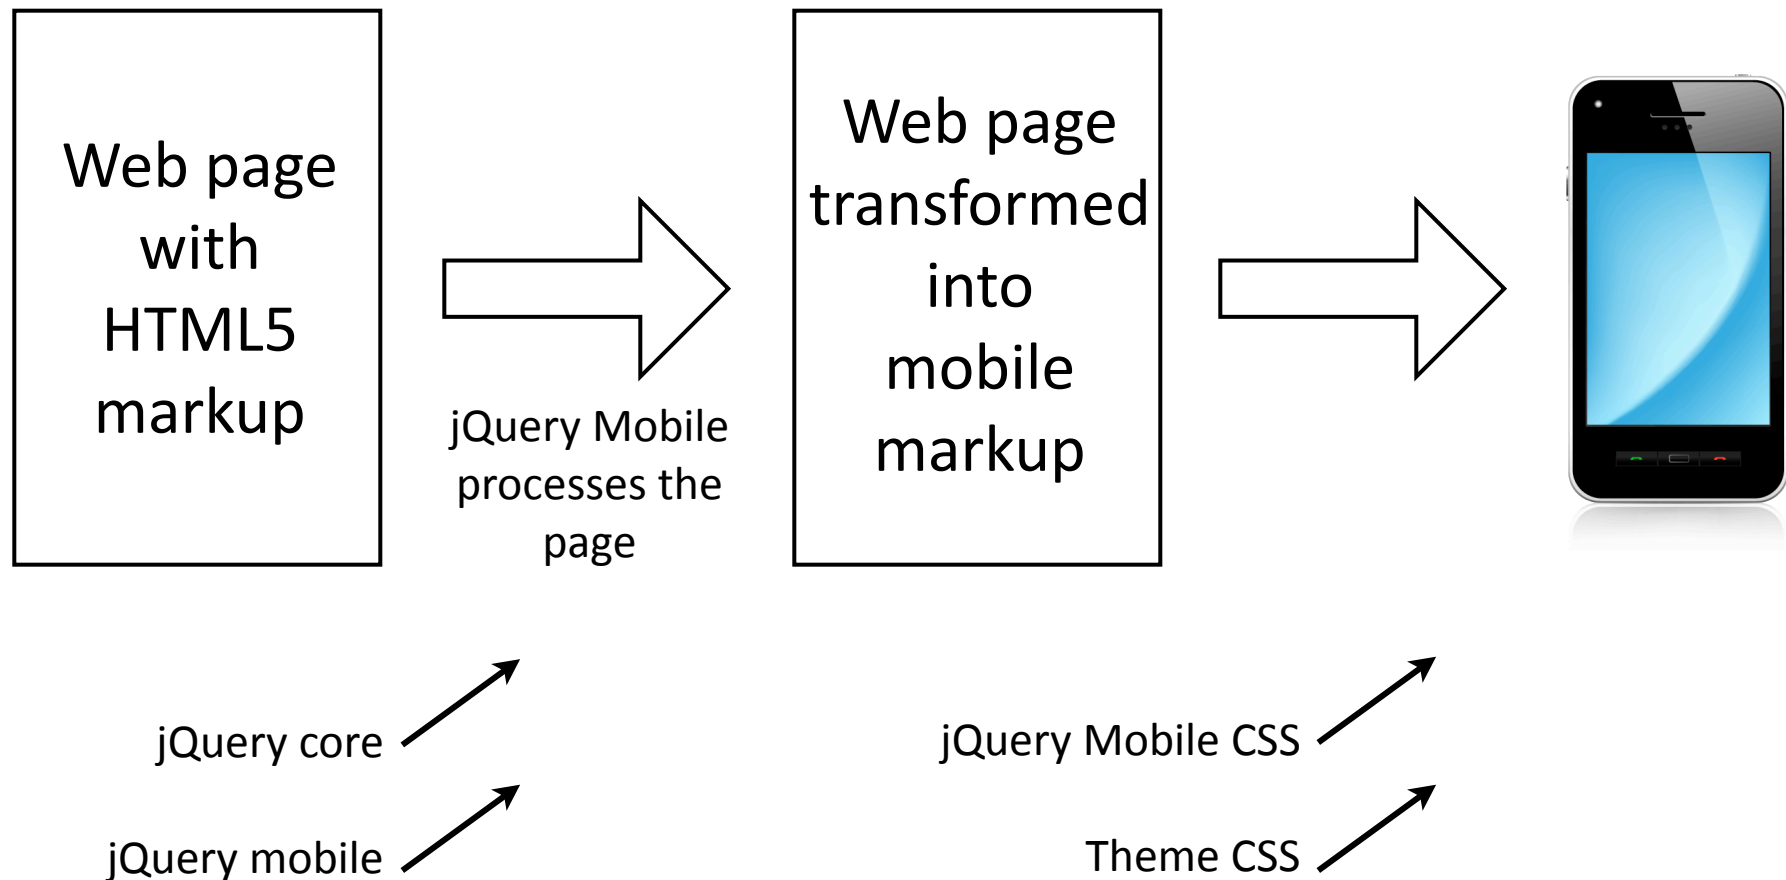 Web page
with
HTML5
markup
jQuery Mobile
processes the
page
Web page
transformed
into
mobile
markup
jQuery core
jQuery mobile
jQuery Mobile CSS
Theme CSS